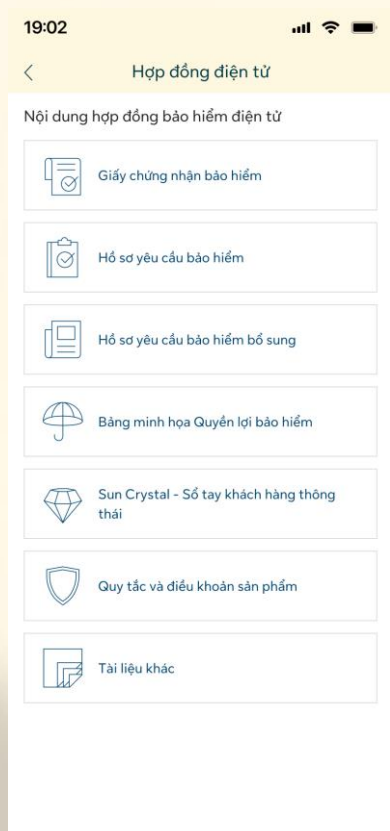 19:02
Hợp đồng điện tử
Nội dung hợp đồng bảo hiểm điện tử
Giấy chứng nhận bảo hiểm
Hồ sơ yêu cầu bảo hiểm
Hồ sơ yêu cầu bảo hiểm bổ sung
Bảng minh họa Quyền lợi bảo hiểm
Sun Crystal - Sổ tay khách hàng thông
thái
Quy tắc và điều khoản sản phẩm
Tài liệu khác